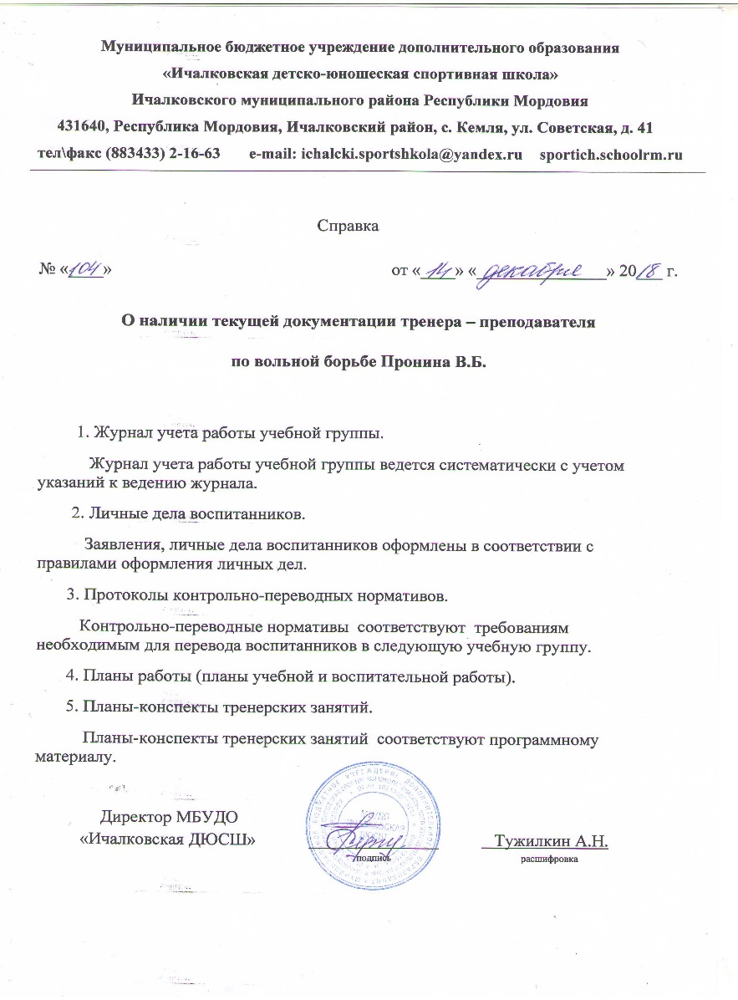 Муниципальное бюджетное учреждение дополнительного образования
«Ичалковская детско-юношеская спортивная школа»
Ичалковского муниципального района Республики Мордовия
431640, Республика Мордовия, Ичалковский район, с. Кемля, ул. Советская, д. 41
тел\факс (883433) 2-16-63 e-mail: ichalcki.sportshkola@yandex.ru sportich.schoolrm.ru
Справка
№ «104» от «14» «декабрие» 2018 г.
О наличии текущей документации тренера – преподавателя
по вольной борьбе Пронина В.Б.
1. Журнал учета работы учебной группы.
Журнал учета работы учебной группы ведется систематически с учетом
указаний к ведению журнала.
2. Личные дела воспитанников.
Заявления, личные дела воспитанников оформлены в соответствии с
правилами оформления личных дел.
3. Протоколы контрольно-переводных нормативов.
Контрольно-переводные нормативы соответствуют требованиям
необходимым для перевода воспитанников в следующую учебную группу.
4. Планы работы (планы учебной и воспитательной работы).
5. Планы-конспекты тренерских занятий.
Планы-конспекты тренерских занятий соответствуют программному
материалу.
Директор МБУДО
«Ичалковская ДЮСШ» Тужилкин А.Н.
подпись расшифровка